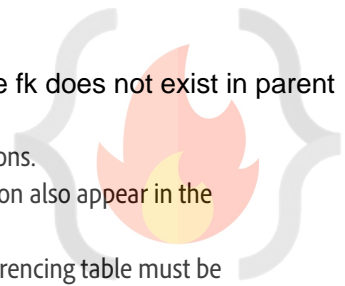 e fk does not exist in parent
ons.
on also appear in the
rencing table must be